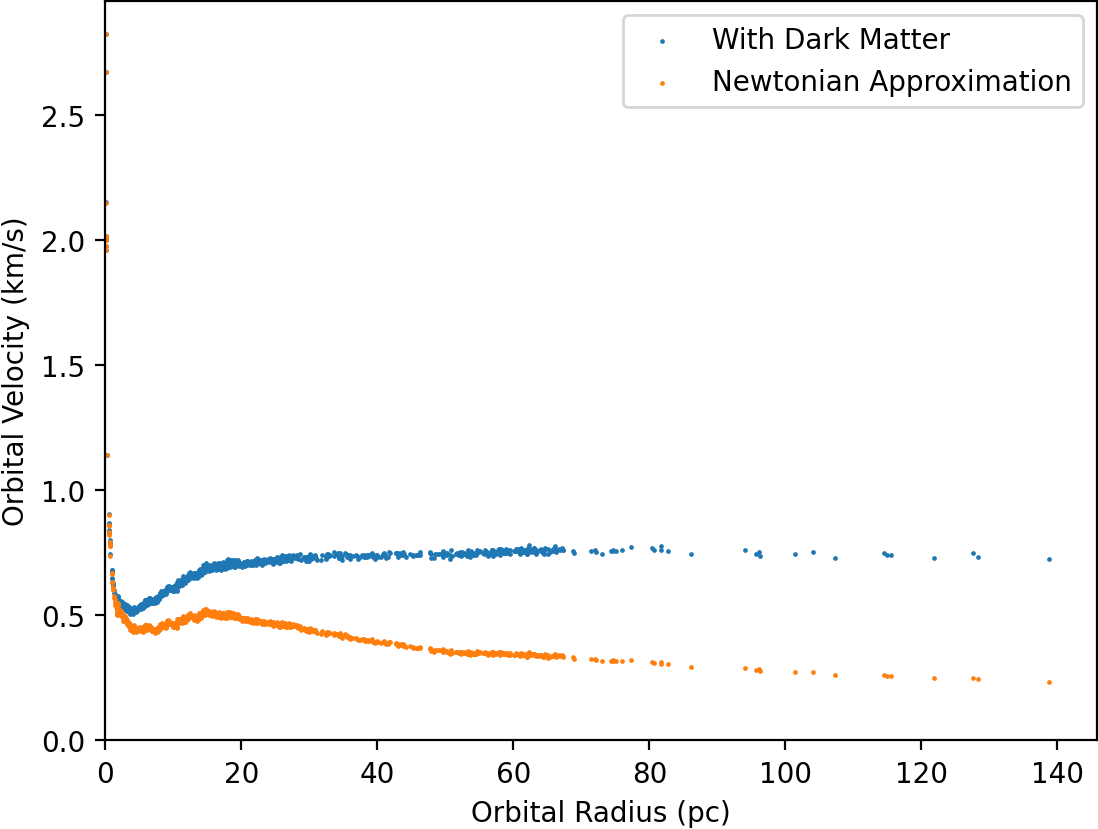 With Dark Matter
Newtonian Approximation
2.5
2.0
1.5
1.0
0.5
0.0
Orbital Velocity (km/s)
0 20 40 60 80 100 120 140
Orbital Radius (pc)